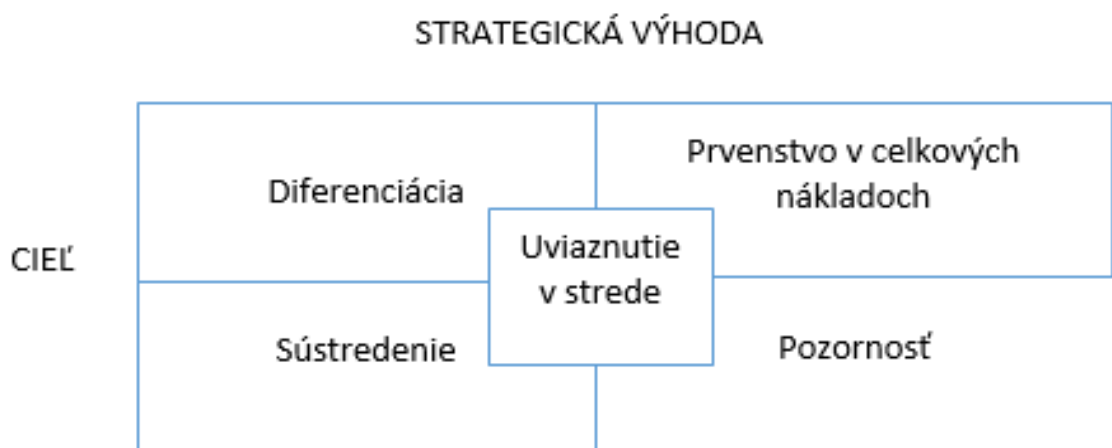 STRATEGICKÁ VÝHODA
Prvenstvo v celkových
nákladoch
Diferenciácia
Uviaznutie
v strede
CIEĽ
Sústredenie
Pozornosť